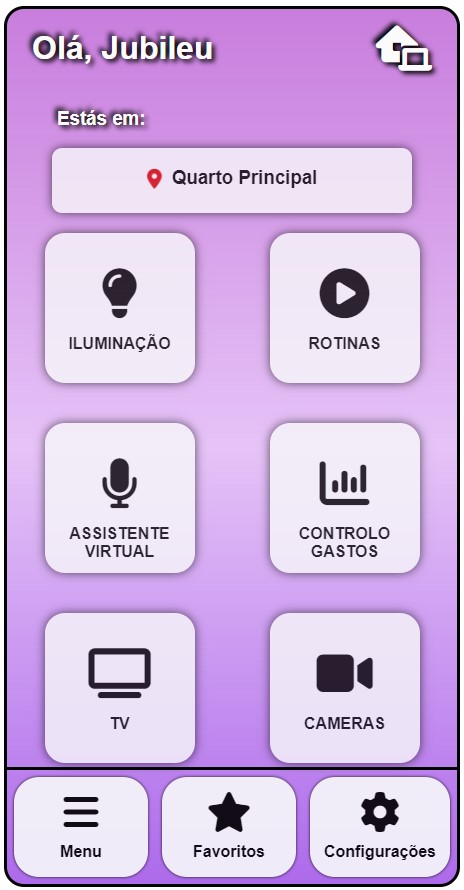 Olá, Jubileu
Estás em:
Quarto Principal
ILUMINAÇÃO
ROTINAS
ASSISTENTE
VIRTUAL
CONTROLO
GASTOS
TV
CAMERAS
Menu
Favoritos
Configurações